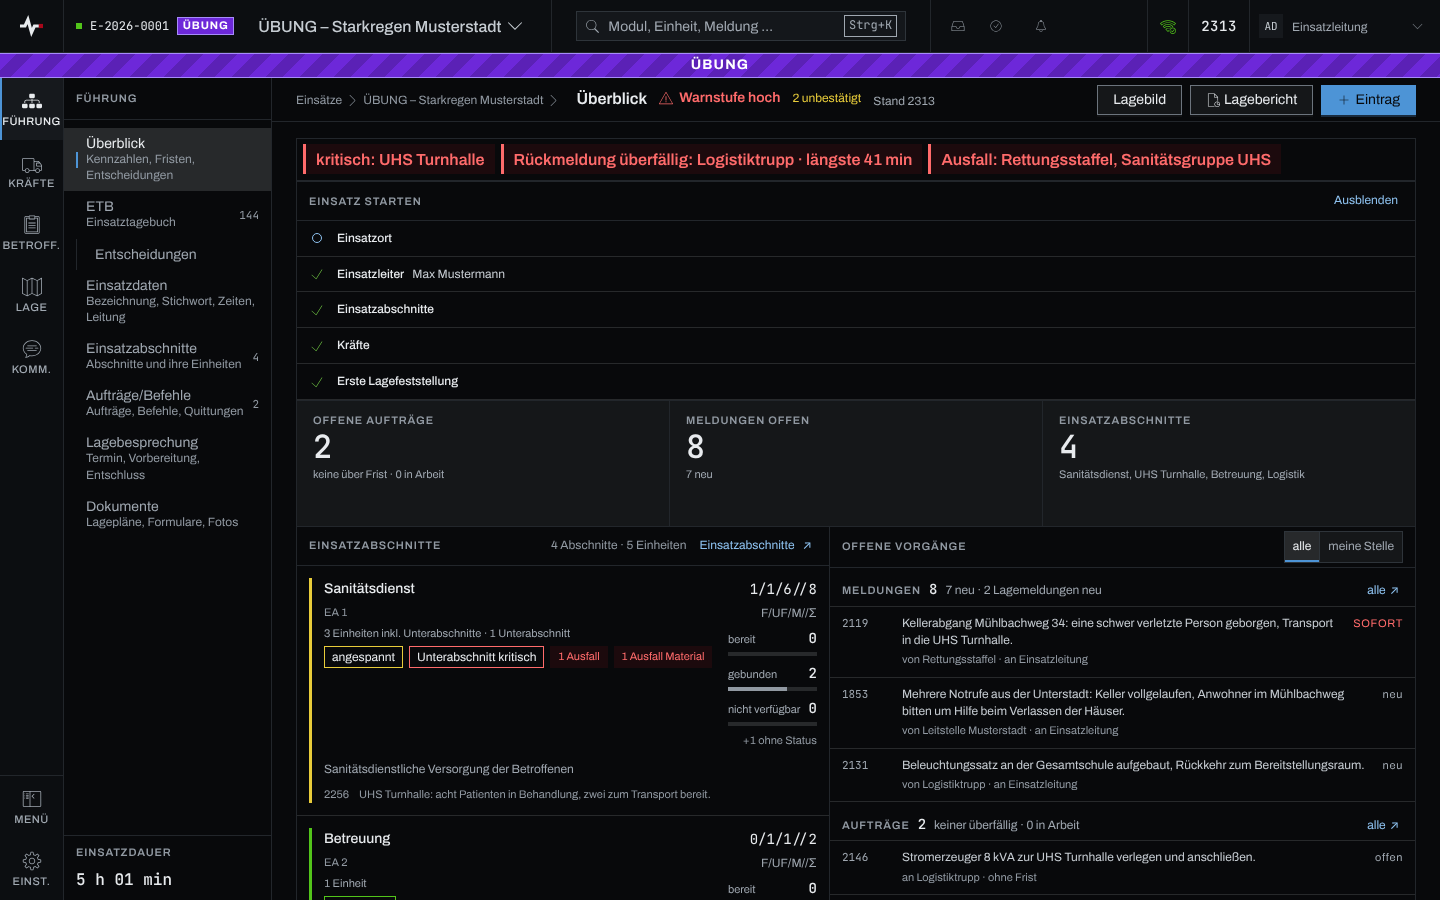 E-2026-0001 ÜBUNG ÜBUNG – Starkregen Musterstadt Modul, Einheit, Meldung ... Strg+K 2313 AD Einsatzleitung
ÜBUNG
FÜHRUNG
KRÄFTE
BETROFF.
LAGE
KOMM.
MENÜ
EINST.
FÜHRUNG
Überblick
Kennzahlen, Fristen,
Entscheidungen
ETB
Einsatztagebuch
144
Entscheidungen
Einsatzdaten
Bezeichnung, Stichwort, Zeiten,
Leitung
Einsatzabschnitte
Abschnitte und ihre Einheiten
4
Aufträge/Befehle
Aufträge, Befehle, Quittungen
2
Lagebesprechung
Termin, Vorbereitung,
Entschluss
Dokumente
Lagepläne, Formulare, Fotos
EINSATZDAUER
5 h 01 min
Einsätze ÜBUNG – Starkregen Musterstadt Überblick Warnstufe hoch 2 unbestätigt Stand 2313 Lagebild Lagebericht + Eintrag
kritisch: UHS Turnhalle Rückmeldung überfällig: Logistiktrupp · längste 41 min Ausfall: Rettungsstaffel, Sanitätsgruppe UHS
EINSATZ STARTEN Ausblenden
Einsatzort
Einsatzleiter Max Mustermann
Einsatzabschnitte
Kräfte
Erste Lagefeststellung
OFFENE AUFTRÄGE
2
keine über Frist · 0 in Arbeit
MELDUNGEN OFFEN
8
7 neu
EINSATZABSCHNITTE
4
Sanitätsdienst, UHS Turnhalle, Betreuung, Logistik
EINSATZABSCHNITTE 4 Abschnitte · 5 Einheiten Einsatzabschnitte ↗
Sanitätsdienst 1/1/6//8
EA 1 F/UF/M//Σ
3 Einheiten inkl. Unterabschnitte · 1 Unterabschnitt
angespannt Unterabschnitt kritisch 1 Ausfall 1 Ausfall Material
bereit 0
gebunden 2
nicht verfügbar 0
+1 ohne Status
Sanitätsdienstliche Versorgung der Betroffenen
2256 UHS Turnhalle: acht Patienten in Behandlung, zwei zum Transport bereit.
Betreuung 0/1/1//2
EA 2 F/UF/M//Σ
1 Einheit
bereit 0
OFFENE VORGÄNGE alle meine Stelle
MELDUNGEN 8 7 neu · 2 Lagemeldungen neu alle ↗
2119 Kellerabgang Mühlbachweg 34: eine schwer verletzte Person geborgen, Transport SOFORT
in die UHS Turnhalle.
von Rettungsstaffel · an Einsatzleitung
1853 Mehrere Notrufe aus der Unterstadt: Keller vollgelaufen, Anwohner im Mühlbachweg neu
bitten um Hilfe beim Verlassen der Häuser.
von Leitstelle Musterstadt · an Einsatzleitung
2131 Beleuchtungssatz an der Gesamtschule aufgebaut, Rückkehr zum Bereitstellungsraum. neu
von Logistiktrupp · an Einsatzleitung
AUFTRÄGE 2 keiner überfällig · 0 in Arbeit alle ↗
2146 Stromerzeuger 8 kVA zur UHS Turnhalle verlegen und anschließen. offen
an Logistiktrupp · ohne Frist